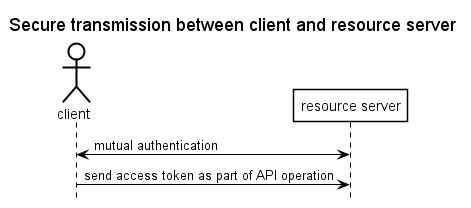 Secure transmission between client and resource server
client
resource server
mutual authentication
send access token as part of API operation